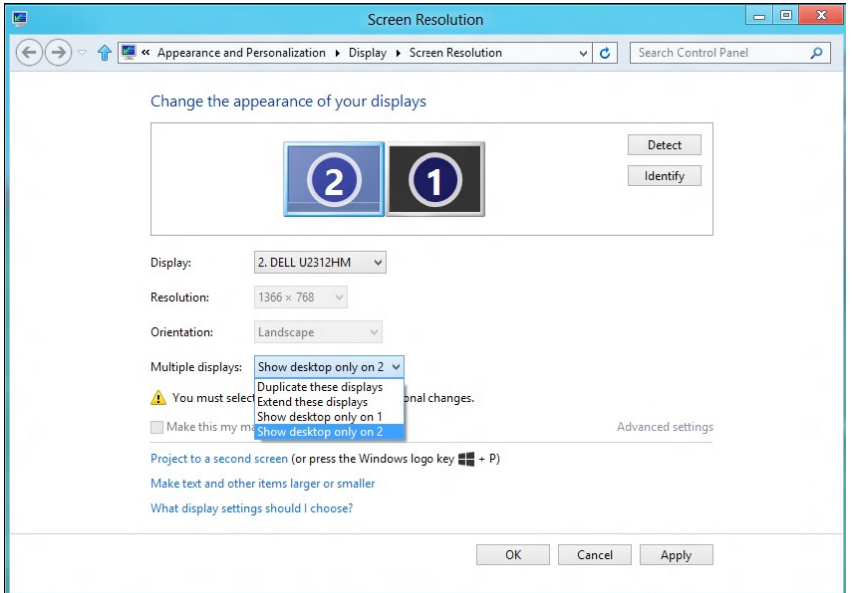 Screen Resolution
« Appearance and Personalization ▸ Display ▸ Screen Resolution
Search Control Panel
Change the appearance of your displays
2
1
Detect
Identify
Display: 2. DELL U2312HM
Resolution: 1366 × 768
Orientation: Landscape
Multiple displays: Show desktop only on 2
Duplicate these displays
Extend these displays
Show desktop only on 1
Show desktop only on 2
You must onal changes.
Make this my
Advanced settings
Project to a second screen (or press the Windows logo key + P)
Make text and other items larger or smaller
What display settings should I choose?
OK Cancel Apply